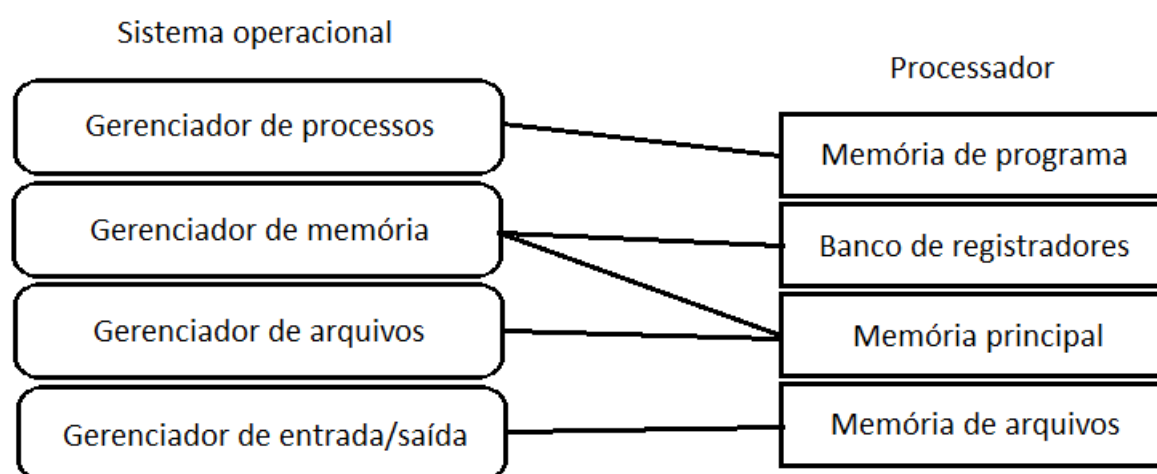 Sistema operacional
Gerenciador de processos
Gerenciador de memória
Gerenciador de arquivos
Gerenciador de entrada/saída
Processador
Memória de programa
Banco de registradores
Memória principal
Memória de arquivos